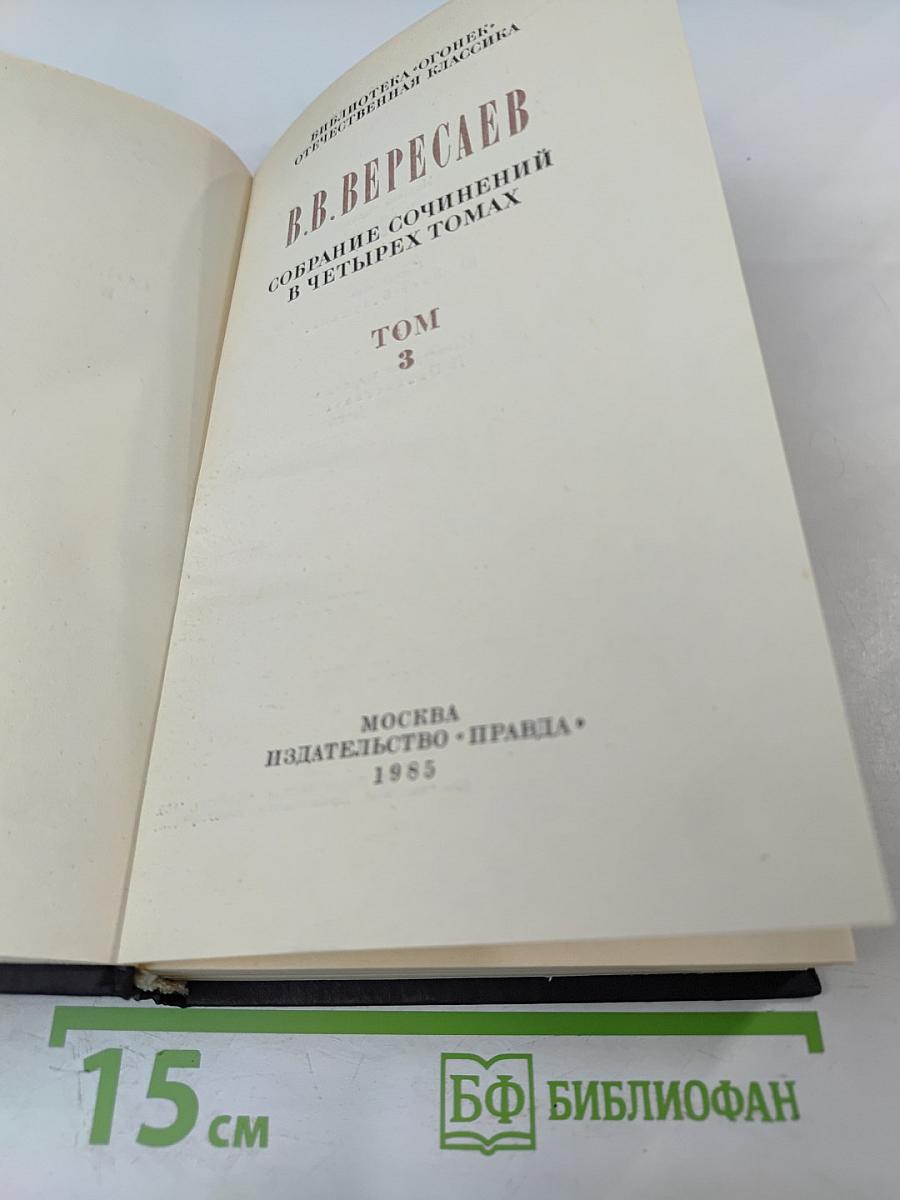 БИБЛИОТЕКА «ОГОНЕК»
ОТЕЧЕСТВЕННАЯ КЛАССИКА
В.В.ВЕРЕСАЕВ
СОБРАНИЕ СОЧИНЕНИЙ
В ЧЕТЫРЕХ ТОМАХ
ТОМ
3
МОСКВА
ИЗДАТЕЛЬСТВО «ПРАВДА»
1985
15 см
БФ БИБЛИОФАН